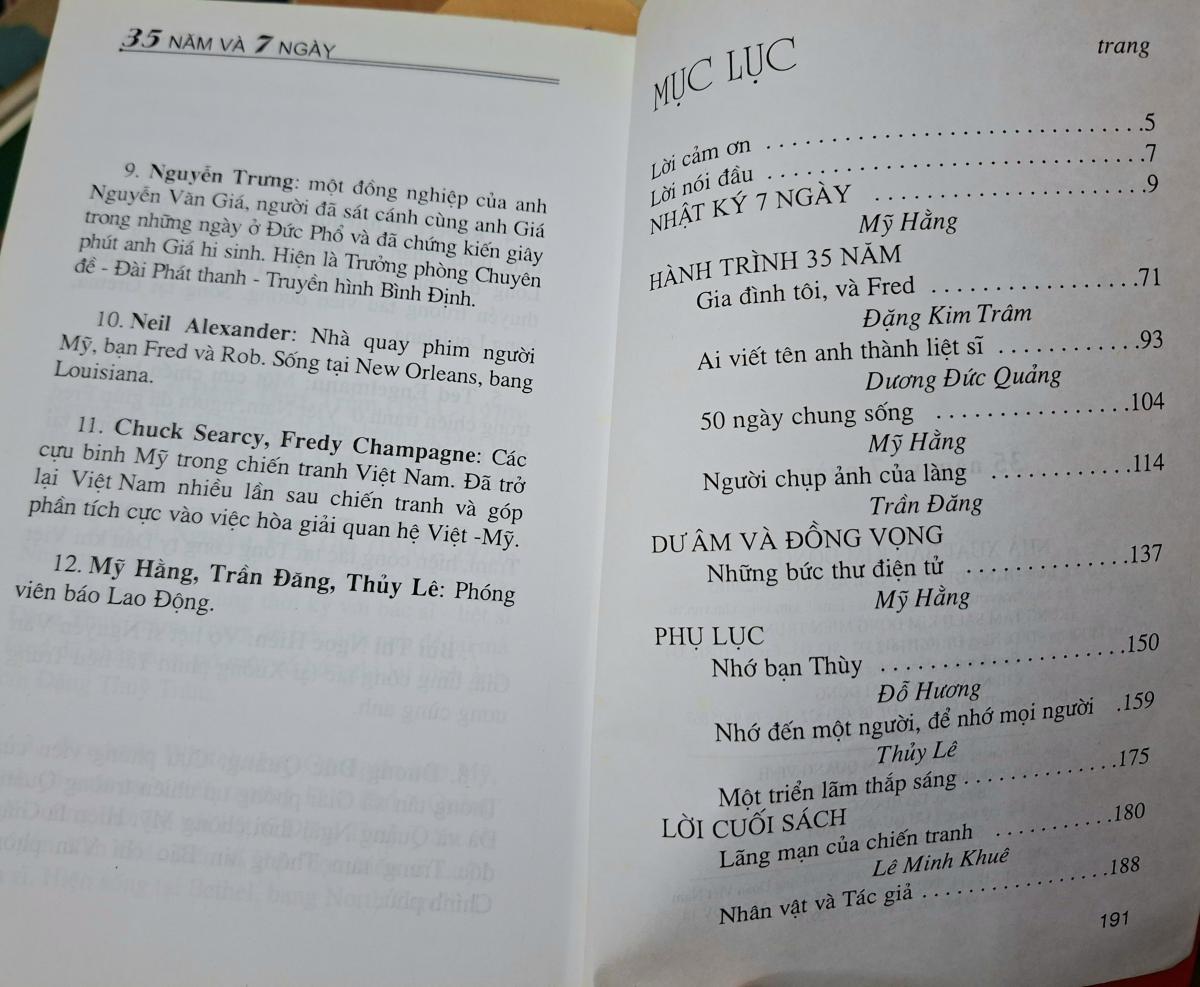 35 NĂM VÀ 7 NGÀY
9. Nguyễn Trưng: một đồng nghiệp của anh
Nguyễn Văn Giá, người đã sát cánh cùng anh Giá
trong những ngày ở Đức Phổ và đã chứng kiến giây
phút anh Giá hi sinh. Hiện là Trưởng phòng Chuyên
đề - Đài Phát thanh - Truyền hình Bình Định.
10. Neil Alexander: Nhà quay phim người
Mỹ, bạn Fred và Rob. Sống tại New Orleans, bang
Louisiana.
11. Chuck Searcy, Fredy Champagne: Các
cựu binh Mỹ trong chiến tranh Việt Nam. Đã trở
lại Việt Nam nhiều lần sau chiến tranh và góp
phần tích cực vào việc hòa giải quan hệ Việt -Mỹ.
12. Mỹ Hằng, Trần Đăng, Thủy Lê: Phóng
viên báo Lao Động.
MỤC LỤC
trang
Lời cảm ơn . . . . . . . . . . . . . . . . . . . . . . . . . . . . .5
Lời nói đầu . . . . . . . . . . . . . . . . . . . . . . . . . . . . .7
NHẬT KÝ 7 NGÀY . . . . . . . . . . . . . . . . . . . . .9
Mỹ Hằng
HÀNH TRÌNH 35 NĂM
Gia đình tôi, và Fred . . . . . . . . . . . . . . . . .71
Đặng Kim Trâm
Ai viết tên anh thành liệt sĩ . . . . . . . . . . . .93
Dương Đức Quảng
50 ngày chung sống . . . . . . . . . . . . . . . . .104
Mỹ Hằng
Người chụp ảnh của làng . . . . . . . . . . . .114
Trần Đăng
DƯ ÂM VÀ ĐỒNG VỌNG
Những bức thư điện tử . . . . . . . . . . . . . .137
Mỹ Hằng
PHỤ LỤC
Nhớ bạn Thùy . . . . . . . . . . . . . . . . . . . . .150
Đỗ Hương
Nhớ đến một người, để nhớ mọi người .159
Thủy Lê
Một triển lãm thắp sáng . . . . . . . . . . . . .175
LỜI CUỐI SÁCH
Lãng mạn của chiến tranh . . . . . . . . . . .180
Lê Minh Khuê
Nhân vật và Tác giả . . . . . . . . . . . . . . . .188
191